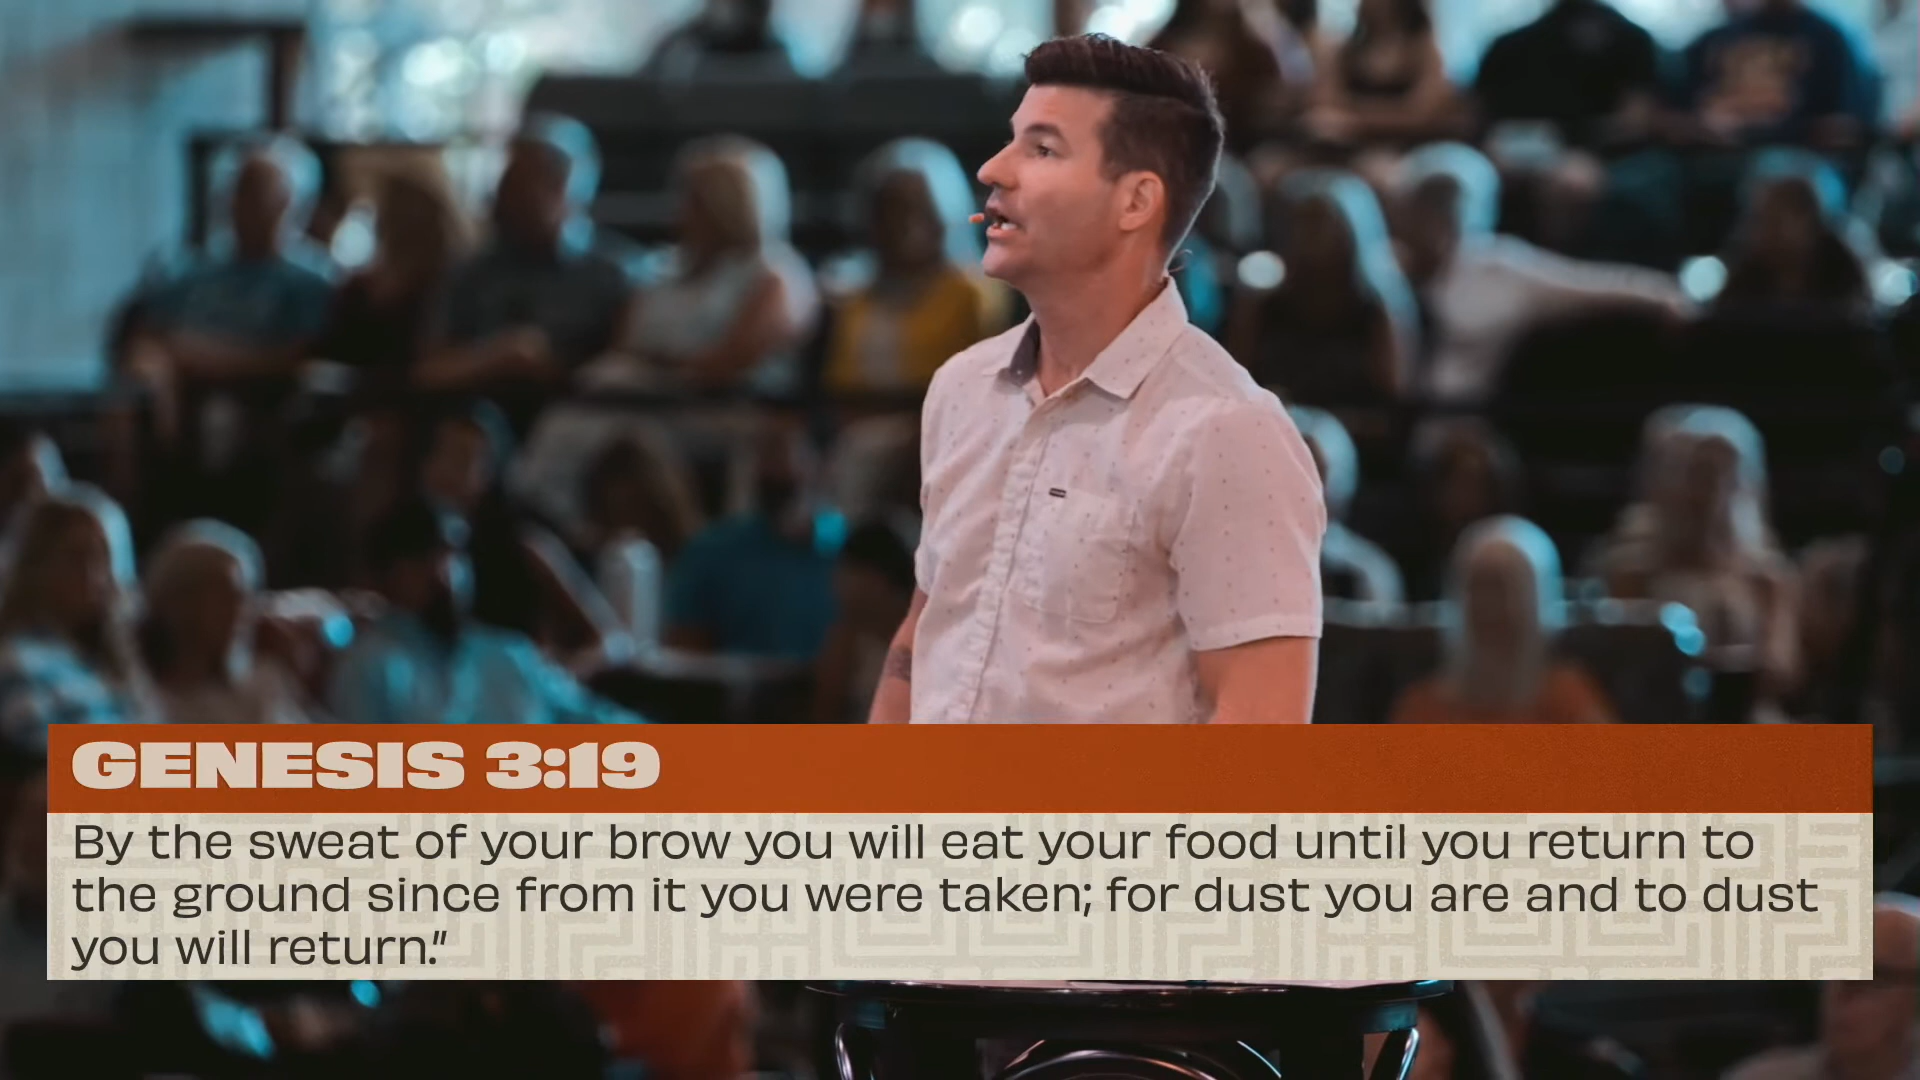 GENESIS 3:19
By the sweat of your brow you will eat your food until you return to
the ground since from it you were taken; for dust you are and to dust
you will return.”